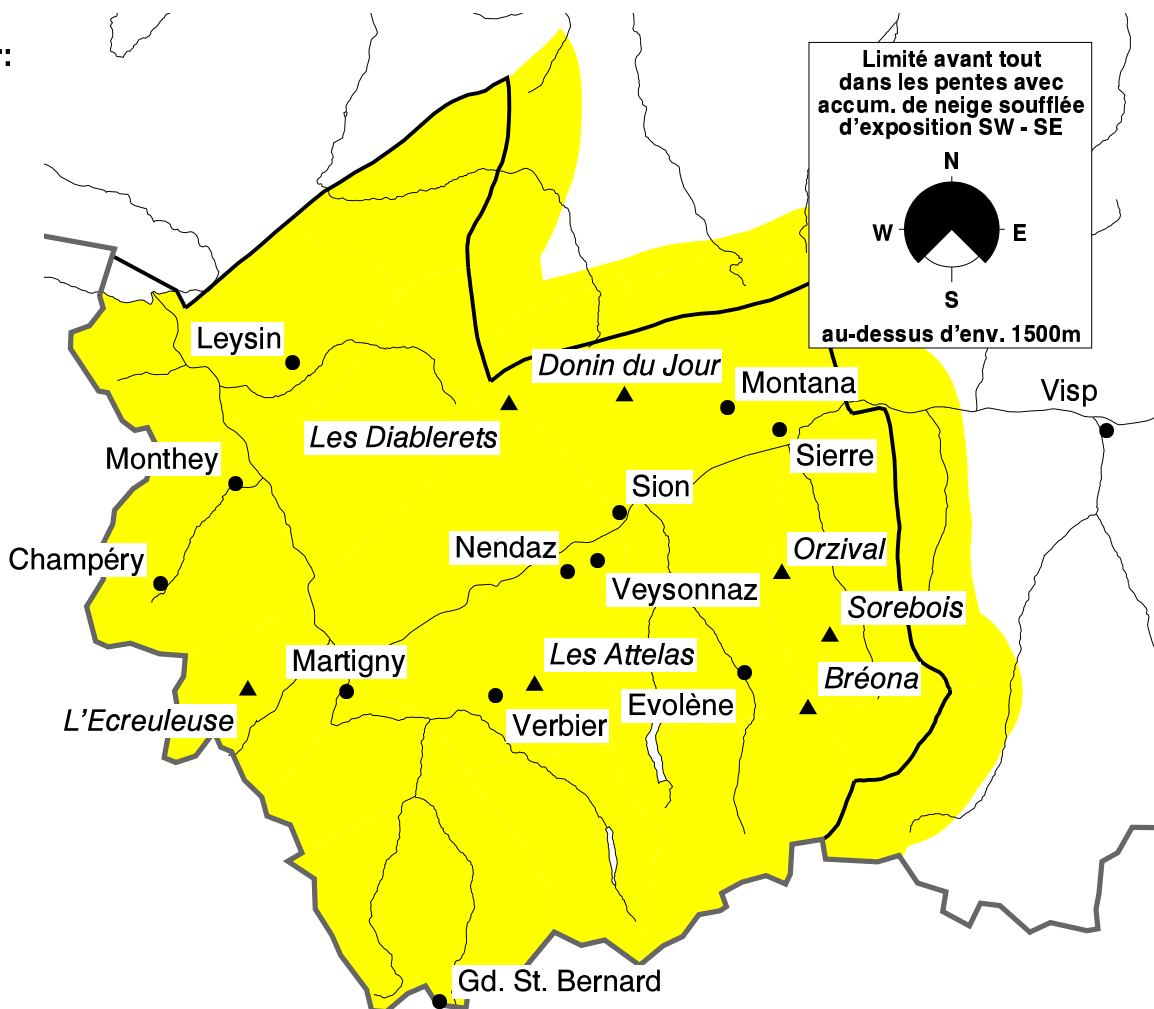 Limité avant tout
dans les pentes avec
accum. de neige soufflée
d'exposition SW - SE
N
W
E
S
au-dessus d'env. 1500m
Leysin
Donin du Jour
Montana
Visp
Les Diablerets
Sierre
Monthey
Sion
Champéry
Nendaz
Orzival
Veysonnaz
Sorebois
Martigny
Les Attelas
Bréona
L'Ecreuleuse
Verbier
Evolène
Gd. St. Bernard